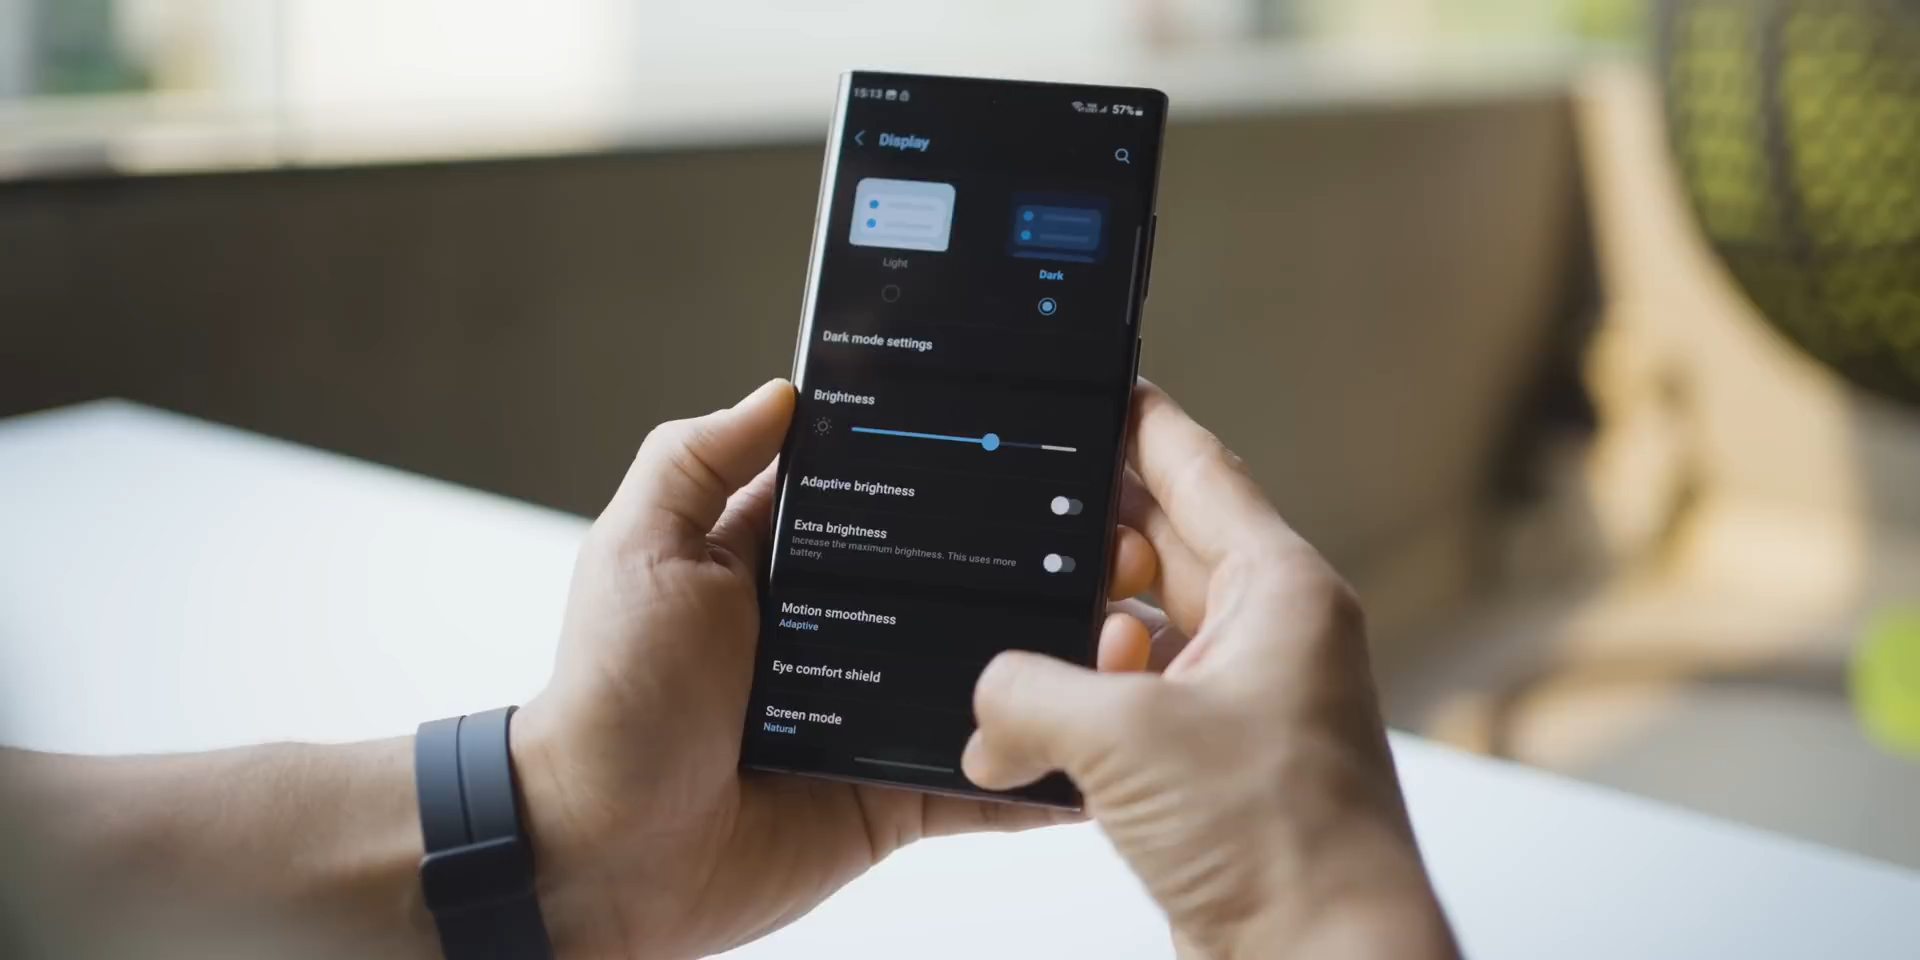 15:13
57%
Display
Light
Dark
Dark mode settings
Brightness
Adaptive brightness
Extra brightness
Increase the maximum brightness. This uses more
battery.
Motion smoothness
Adaptive
Eye comfort shield
Screen mode
Natural